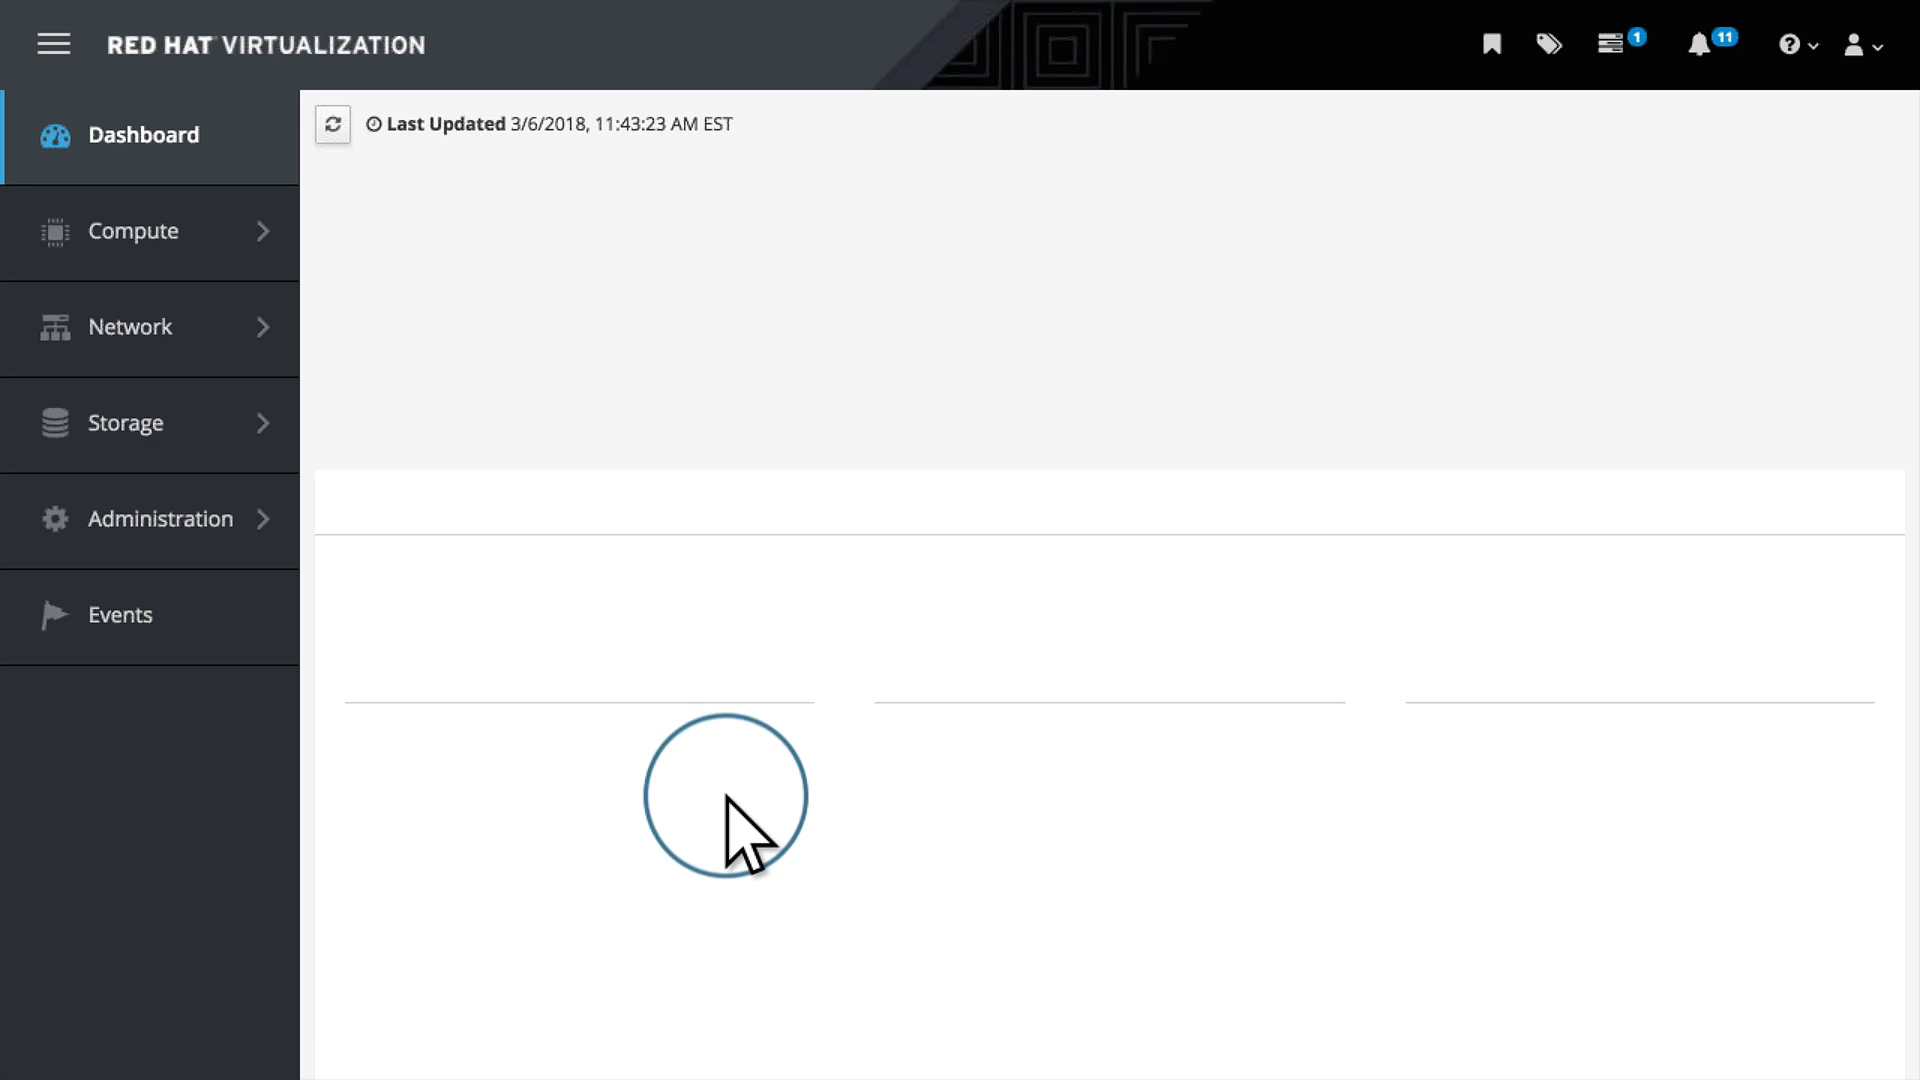 RED HAT VIRTUALIZATION
1
11
Last Updated 3/6/2018, 11:43:23 AM EST
Dashboard
Compute
Network
Storage
Administration
Events